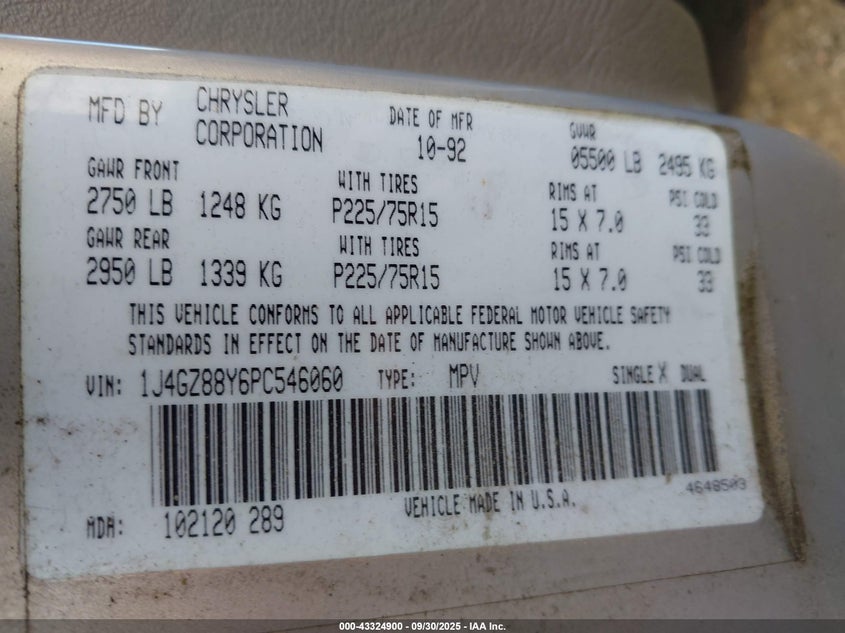 MFD BY CHRYSLER CORPORATION DATE OF MFR 10-92 GVWR 05500 LB 2495 KG
GAWR FRONT WITH TIRES RIMS AT PSI COLD
2750 LB 1248 KG P225/75R15 15 X 7.0 33
GAWR REAR WITH TIRES RIMS AT PSI COLD
2950 LB 1339 KG P225/75R15 15 X 7.0 33
THIS VEHICLE CONFORMS TO ALL APPLICABLE FEDERAL MOTOR VEHICLE SAFETY
STANDARDS IN EFFECT ON THE DATE OF MANUFACTURE SHOWN ABOVE.
VIN: 1J4GZ88Y6PC546060 TYPE: MPV SINGLE X DUAL
4648503
MDH: 102120 289 VEHICLE MADE IN U.S.A.
000-43324900 - 09/30/2025 - IAA Inc.